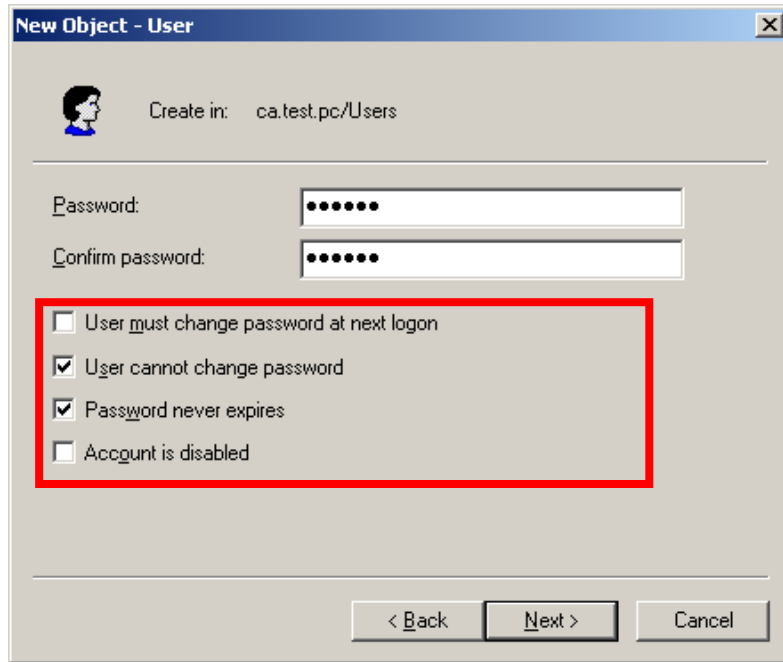 New Object - User
Create in: ca.test.pc/Users
Password: ●●●●●●
Confirm password: ●●●●●●
User must change password at next logon
User cannot change password
Password never expires
Account is disabled
< Back Next > Cancel